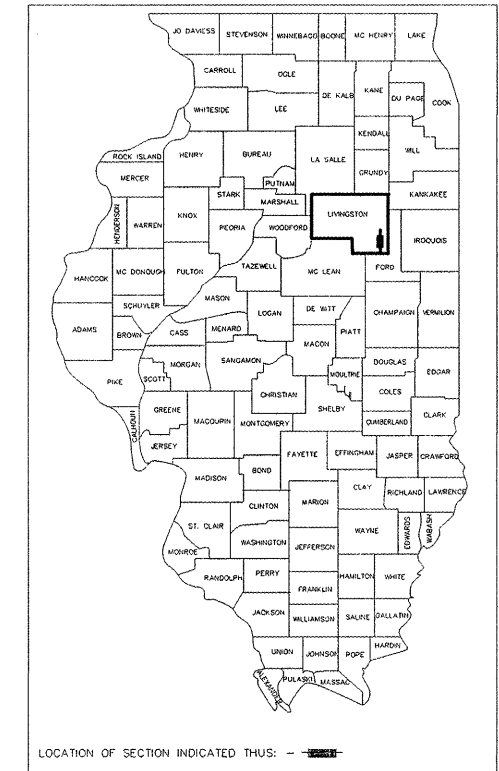 JO DAVIESS STEVENSON WINNEBAGO BOONE MC HENRY LAKE
CARROLL OGLE DE KALB KANE DU PAGE COOK
WHITESIDE LEE
KENDALL WILL
ROCK ISLAND HENRY BUREAU LA SALLE GRUNDY
MERCER PUTNAM KANKAKEE
STARK MARSHALL LIVINGSTON
HENDERSON WARREN KNOX PEORIA WOODFORD IROQUOIS
TAZEWELL MC LEAN FORD
HANCOCK MC DONOUGH FULTON
MASON
SCHUYLER LOGAN DE WITT CHAMPAIGN VERMILION
ADAMS BROWN CASS MENARD PIATT
MACON
MORGAN SANGAMON DOUGLAS EDGAR
PIKE SCOTT MOULTRIE COLES
CHRISTIAN
CALHOUN GREENE MACOUPIN MONTGOMERY SHELBY CUMBERLAND CLARK
JERSEY FAYETTE EFFINGHAM JASPER CRAWFORD
MADISON BOND
CLAY RICHLAND LAWRENCE
CLINTON MARION
ST. CLAIR WAYNE EDWARDS WABASH
MONROE WASHINGTON JEFFERSON
RANDOLPH PERRY HAMILTON WHITE
FRANKLIN
JACKSON WILLIAMSON SALINE GALLATIN
HARDIN
UNION JOHNSON POPE
ALEXANDER PULASKI MASSAC
LOCATION OF SECTION INDICATED THUS: -